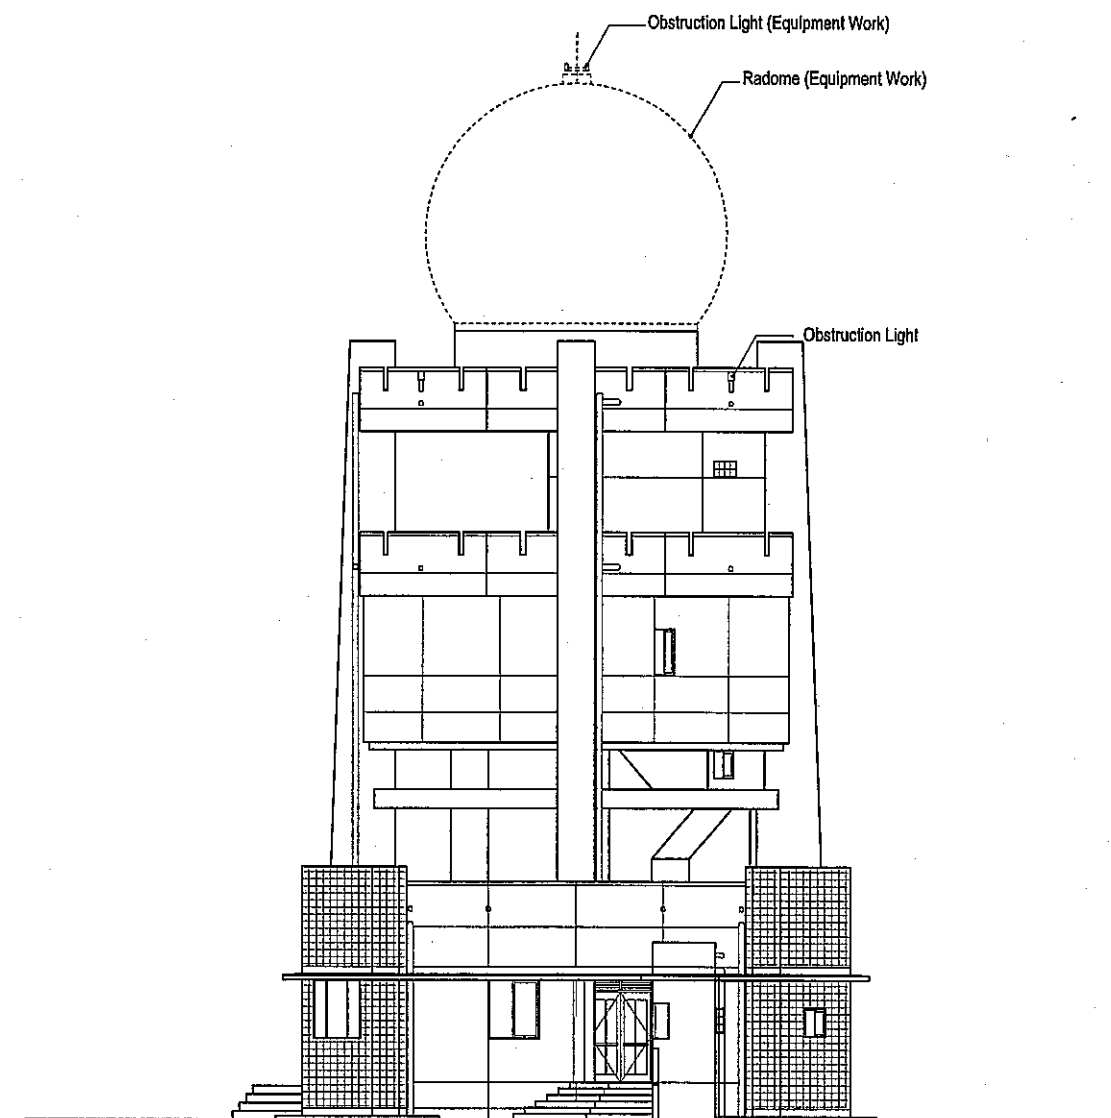 Obstruction Light (Equipment Work)
Radome (Equipment Work)
Obstruction Light